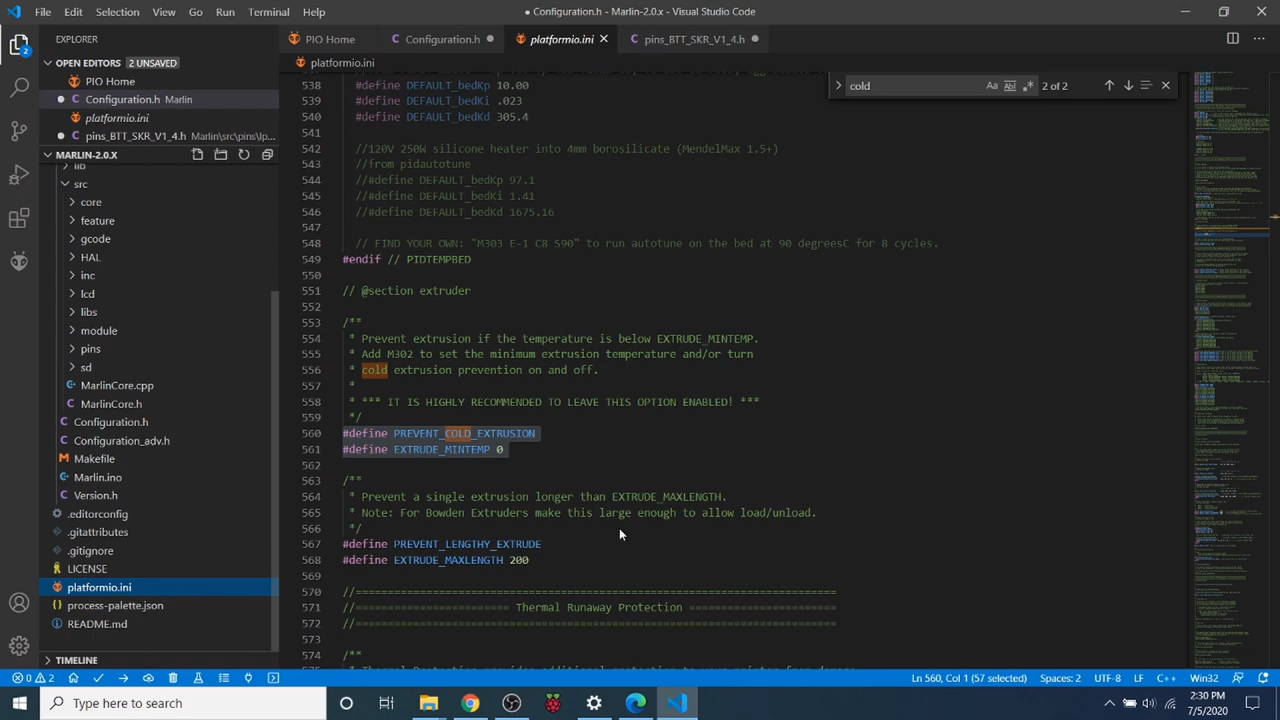 File Edit Selection View Go Run Terminal Help
● Configuration.h - Marlin-2.0.x - Visual Studio Code
EXPLORER
PIO Home
Configuration.h
platformio.ini
pins_BTT_SKR_V1_4.h
OPEN EDITORS 2 UNSAVED
PIO Home
Configuration.h Marlin
platformio.ini
pins_BTT_SKR_V1_4.h Marlin\src\pins\lp...
MARLIN-2.0.X
lib
src
core
feature
gcode
HAL
inc
lcd
libs
module
pins
sd
MarlinCore.cpp
MarlinCore.h
Configuration.h
Configuration_adv.h
Makefile
Marlin.ino
Version.h
.editorconfig
.gitattributes
.gitignore
LICENSE
platformio.ini
process-palette.json
README.md
TIMELINE
platformio.ini
cold
Aa
2 of 2
538 #define DEFAULT_bedKp 10.00
539 #define DEFAULT_bedKi .023
540 #define DEFAULT_bedKd 305.4
541
542 //120V 250W silicone heater into 4mm borosilicate (MendelMax 1.5+)
543 //from pidautotune
544 //#define DEFAULT_bedKp 97.1
545 //#define DEFAULT_bedKi 1.41
546 //#define DEFAULT_bedKd 1675.16
547
548 // FIND YOUR OWN: "M303 E-1 C8 S90" to run autotune on the bed at 90 degreesC for 8 cycles.
549 #endif // PIDTEMPBED
550
551 // @section extruder
552
553 /**
554 * Prevent extrusion if the temperature is below EXTRUDE_MINTEMP.
555 * Add M302 to set the minimum extrusion temperature and/or turn
556 * cold extrusion prevention on and off.
557 *
558 * *** IT IS HIGHLY RECOMMENDED TO LEAVE THIS OPTION ENABLED! ***
559 */
560 #define PREVENT_COLD_EXTRUSION
561 #define EXTRUDE_MINTEMP 0
562
563 /**
564 * Prevent a single extrusion longer than EXTRUDE_MAXLENGTH.
565 * Note: For Bowden Extruders make this large enough to allow load/unload.
566 */
567 #define PREVENT_LENGTHY_EXTRUDE
568 #define EXTRUDE_MAXLENGTH
569
570 //===========================================================================
571 //======================== Thermal Runaway Protection =======================
572 //===========================================================================
573
574 /**
575
0 2
Ln 560, Col 1 (57 selected) Spaces: 2 UTF-8 LF C++ Win32
Type here to search
2:30 PM
7/5/2020